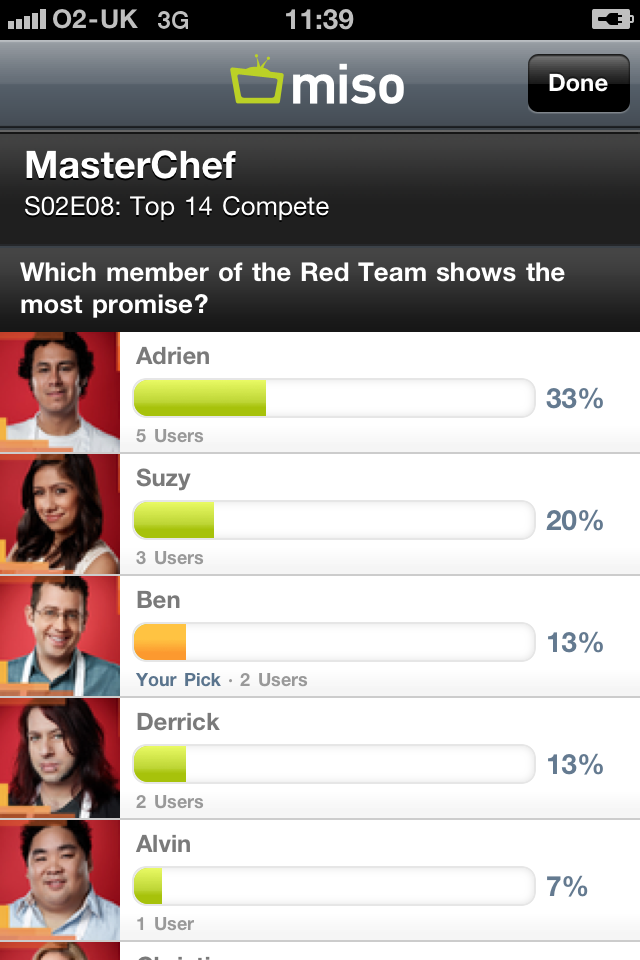 O2-UK 3G 11:39
miso Done
MasterChef
S02E08: Top 14 Compete
Which member of the Red Team shows the
most promise?
Adrien
33%
5 Users
Suzy
20%
3 Users
Ben
13%
Your Pick · 2 Users
Derrick
13%
2 Users
Alvin
7%
1 User